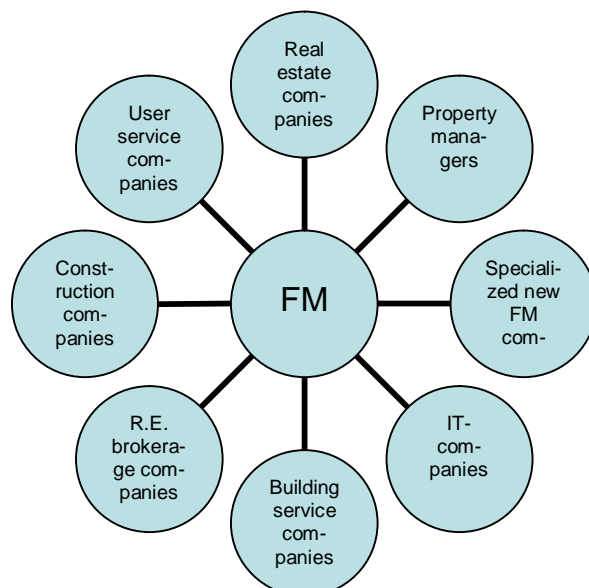 Real
estate
com-
panies
User
service
com-
panies
Property
mana-
gers
Const-
ruction
com-
panies
FM
Speciali-
zed new
FM
com-
R.E.
brokera-
ge com-
panies
IT-
com-
panies
Building
service
com-
panies